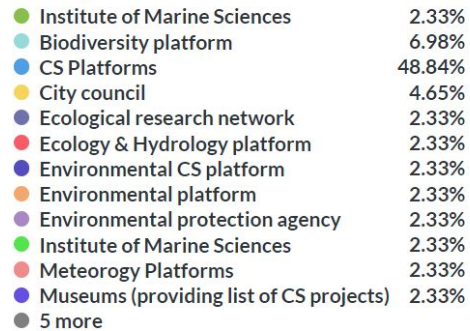 Institute of Marine Sciences 2.33%
Biodiversity platform 6.98%
CS Platforms 48.84%
City council 4.65%
Ecological research network 2.33%
Ecology & Hydrology platform 2.33%
Environmental CS platform 2.33%
Environmental platform 2.33%
Environmental protection agency 2.33%
Institute of Marine Sciences 2.33%
Meteorogy Platforms 2.33%
Museums (providing list of CS projects) 2.33%
5 more